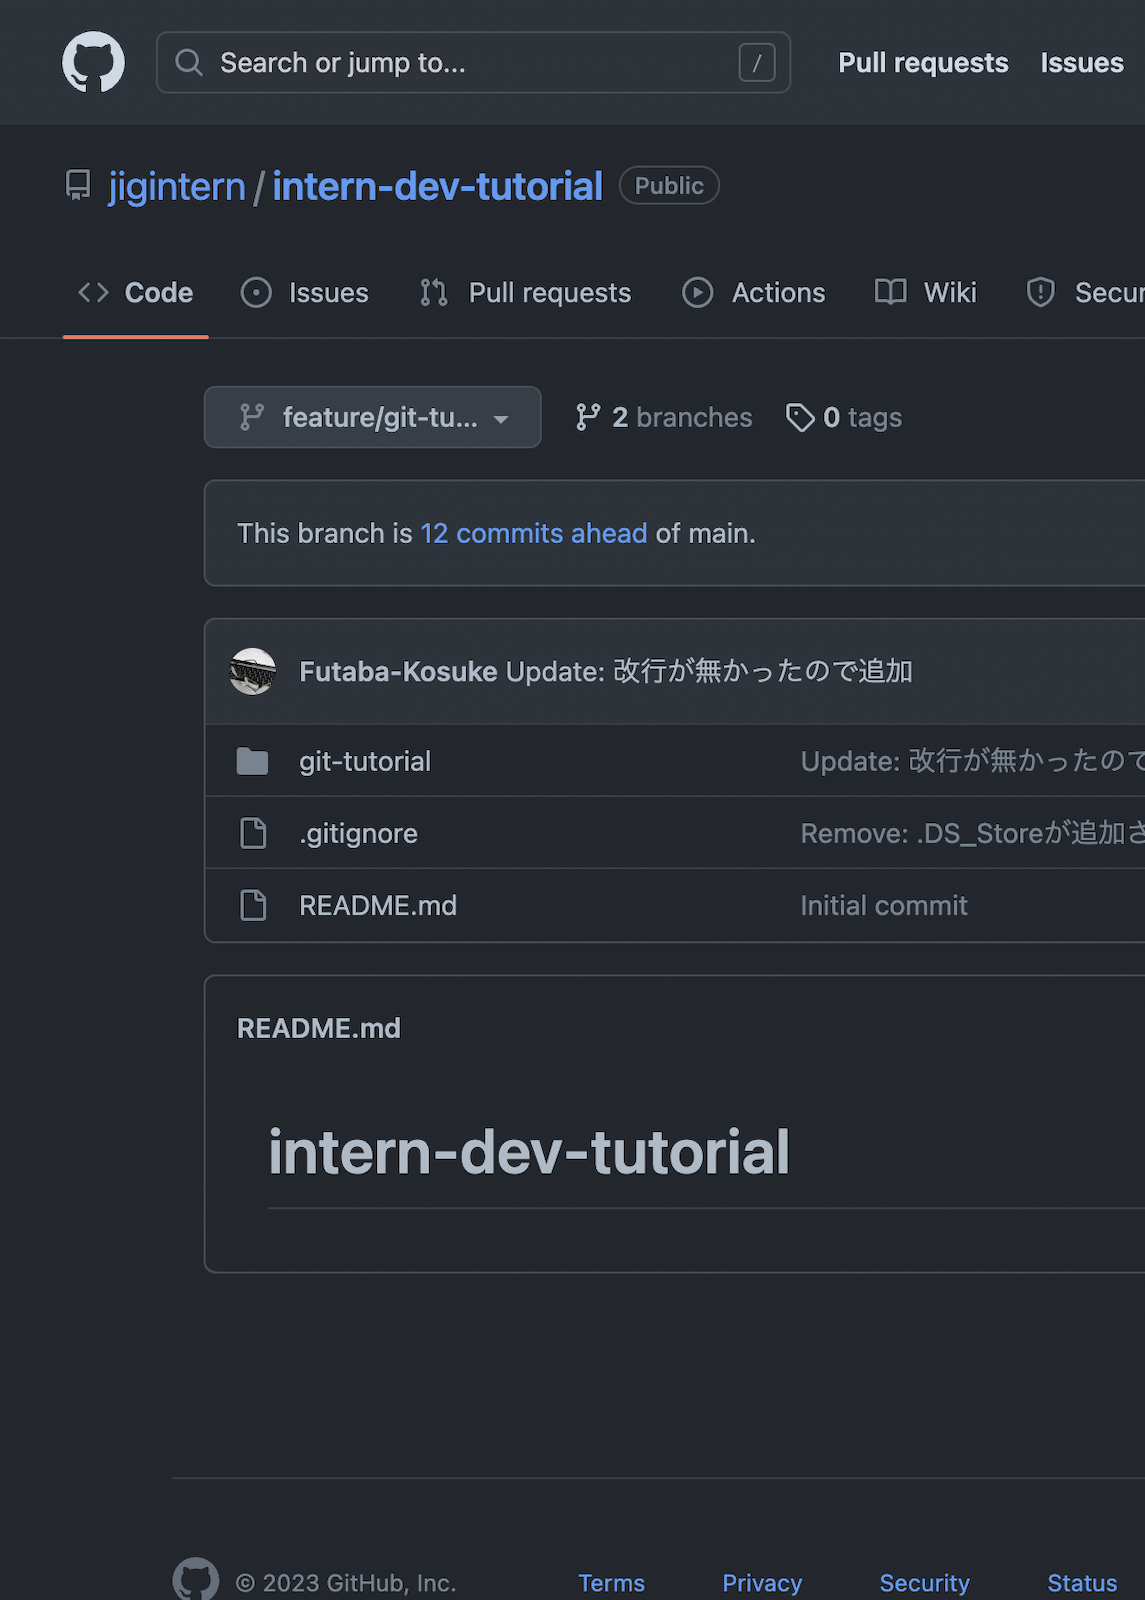 Search or jump to... / Pull requests Issues
jigintern / intern-dev-tutorial Public
Code Issues Pull requests Actions Wiki Secur
feature/git-tu... 2 branches 0 tags
This branch is 12 commits ahead of main.
Futaba-Kosuke Update: 改行が無かったので追加
git-tutorial Update: 改行が無かったので
.gitignore Remove: .DS_Storeが追加さ
README.md Initial commit
README.md
intern-dev-tutorial
© 2023 GitHub, Inc. Terms Privacy Security Status